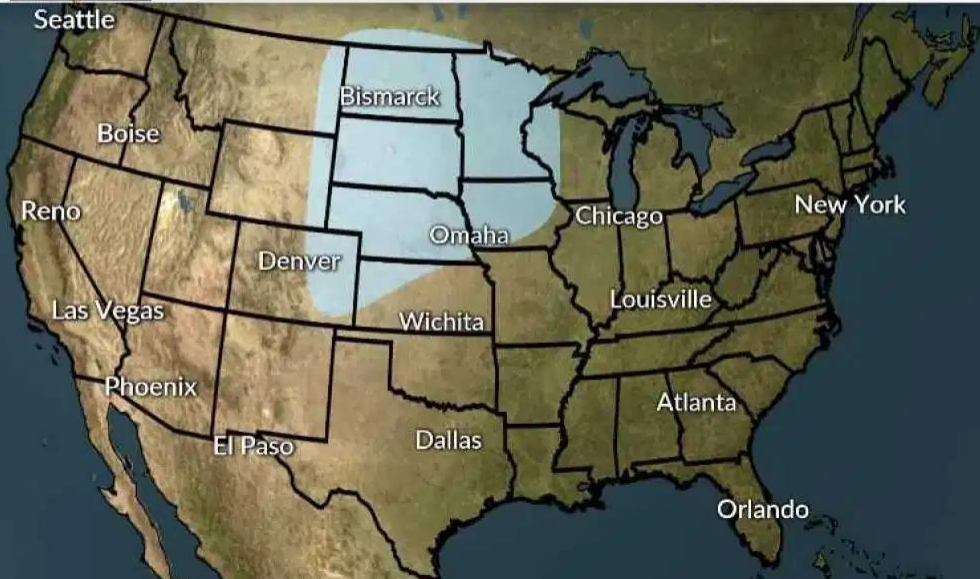 Seattle
Bismarck
Boise
Reno
Chicago
New York
Omaha
Denver
Las Vegas
Louisville
Wichita
Phoenix
Atlanta
El Paso
Dallas
Orlando